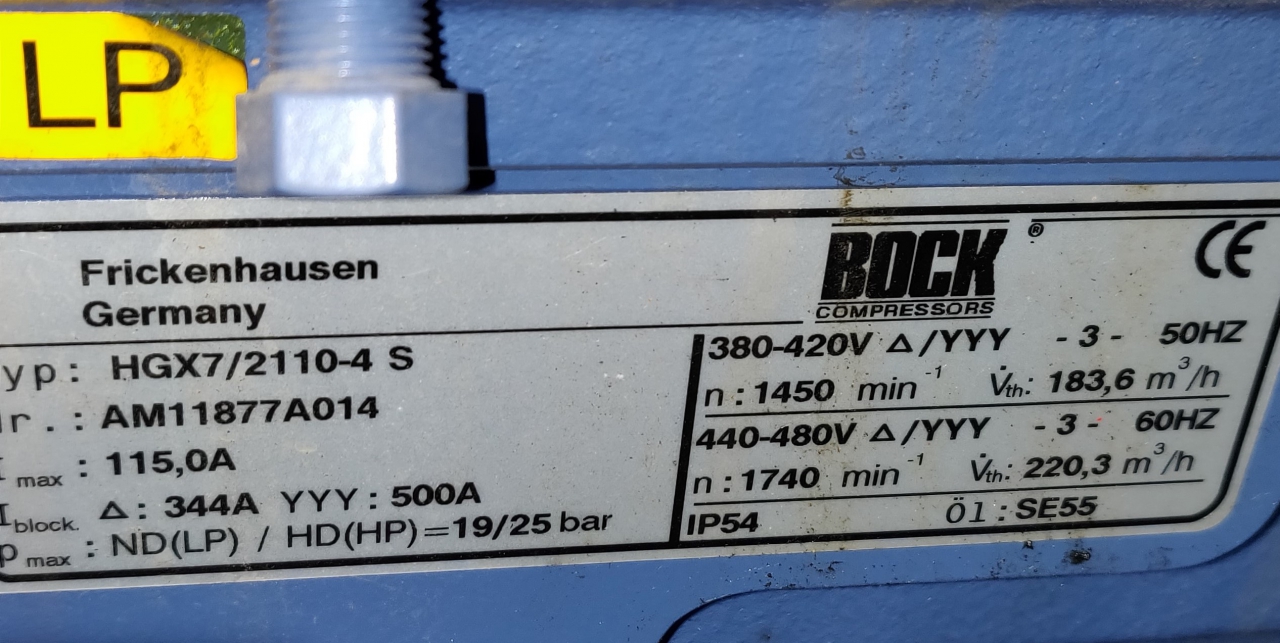 LP
Frickenhausen
Germany
BOCK®
COMPRESSORS
CE
yp: HGX7/2110-4 S
r.: AM11877A014
I max : 115,0A
I block. Δ: 344A YYY: 500A
p max : ND(LP) / HD(HP)=19/25 bar
380-420V Δ/YYY - 3 - 50HZ
n:1450 min⁻¹ V̇th: 183,6 m³/h
440-480V Δ/YYY - 3 - 60HZ
n:1740 min⁻¹ V̇th: 220,3 m³/h
IP54 Öl:SE55